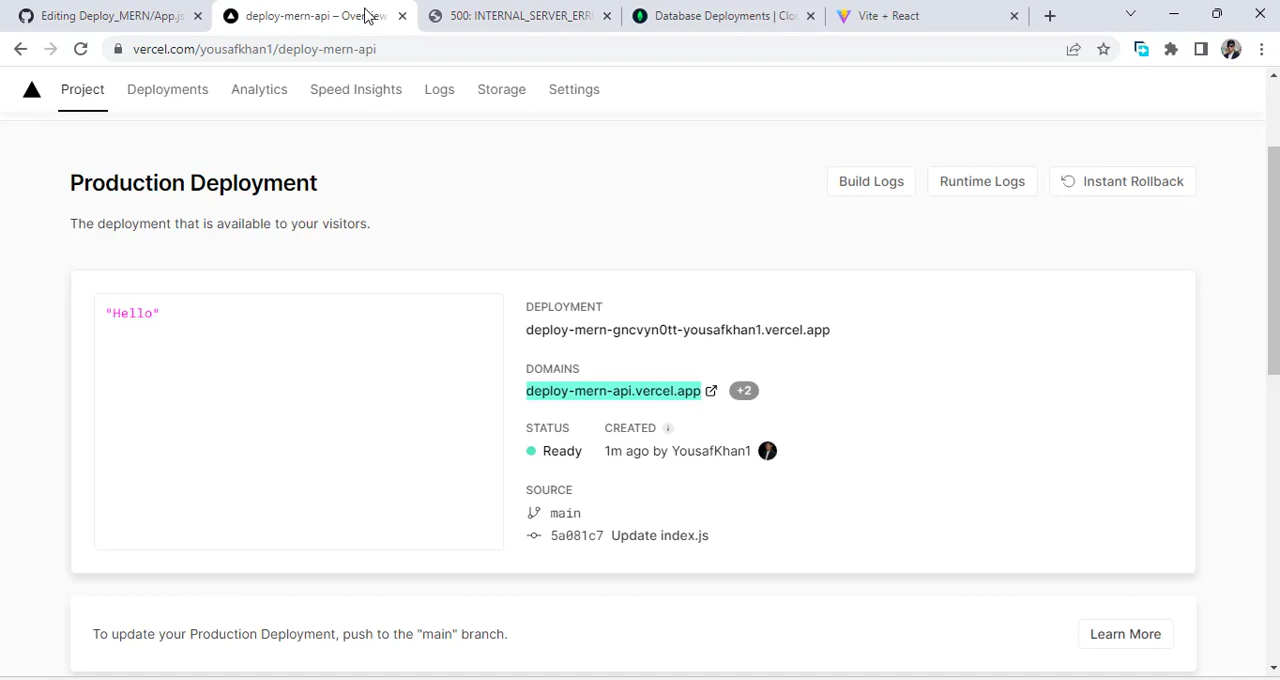 Editing Deploy_MERN/App.js
deploy-mern-api – Overview
500: INTERNAL_SERVER_ERR
Database Deployments | Clo
Vite + React
vercel.com/yousafkhan1/deploy-mern-api
Project Deployments Analytics Speed Insights Logs Storage Settings
Production Deployment
Build Logs Runtime Logs Instant Rollback
The deployment that is available to your visitors.
"Hello"
DEPLOYMENT
deploy-mern-gncvyn0tt-yousafkhan1.vercel.app
DOMAINS
deploy-mern-api.vercel.app +2
STATUS CREATED
Ready 1m ago by YousafKhan1
SOURCE
main
5a081c7 Update index.js
To update your Production Deployment, push to the "main" branch.
Learn More